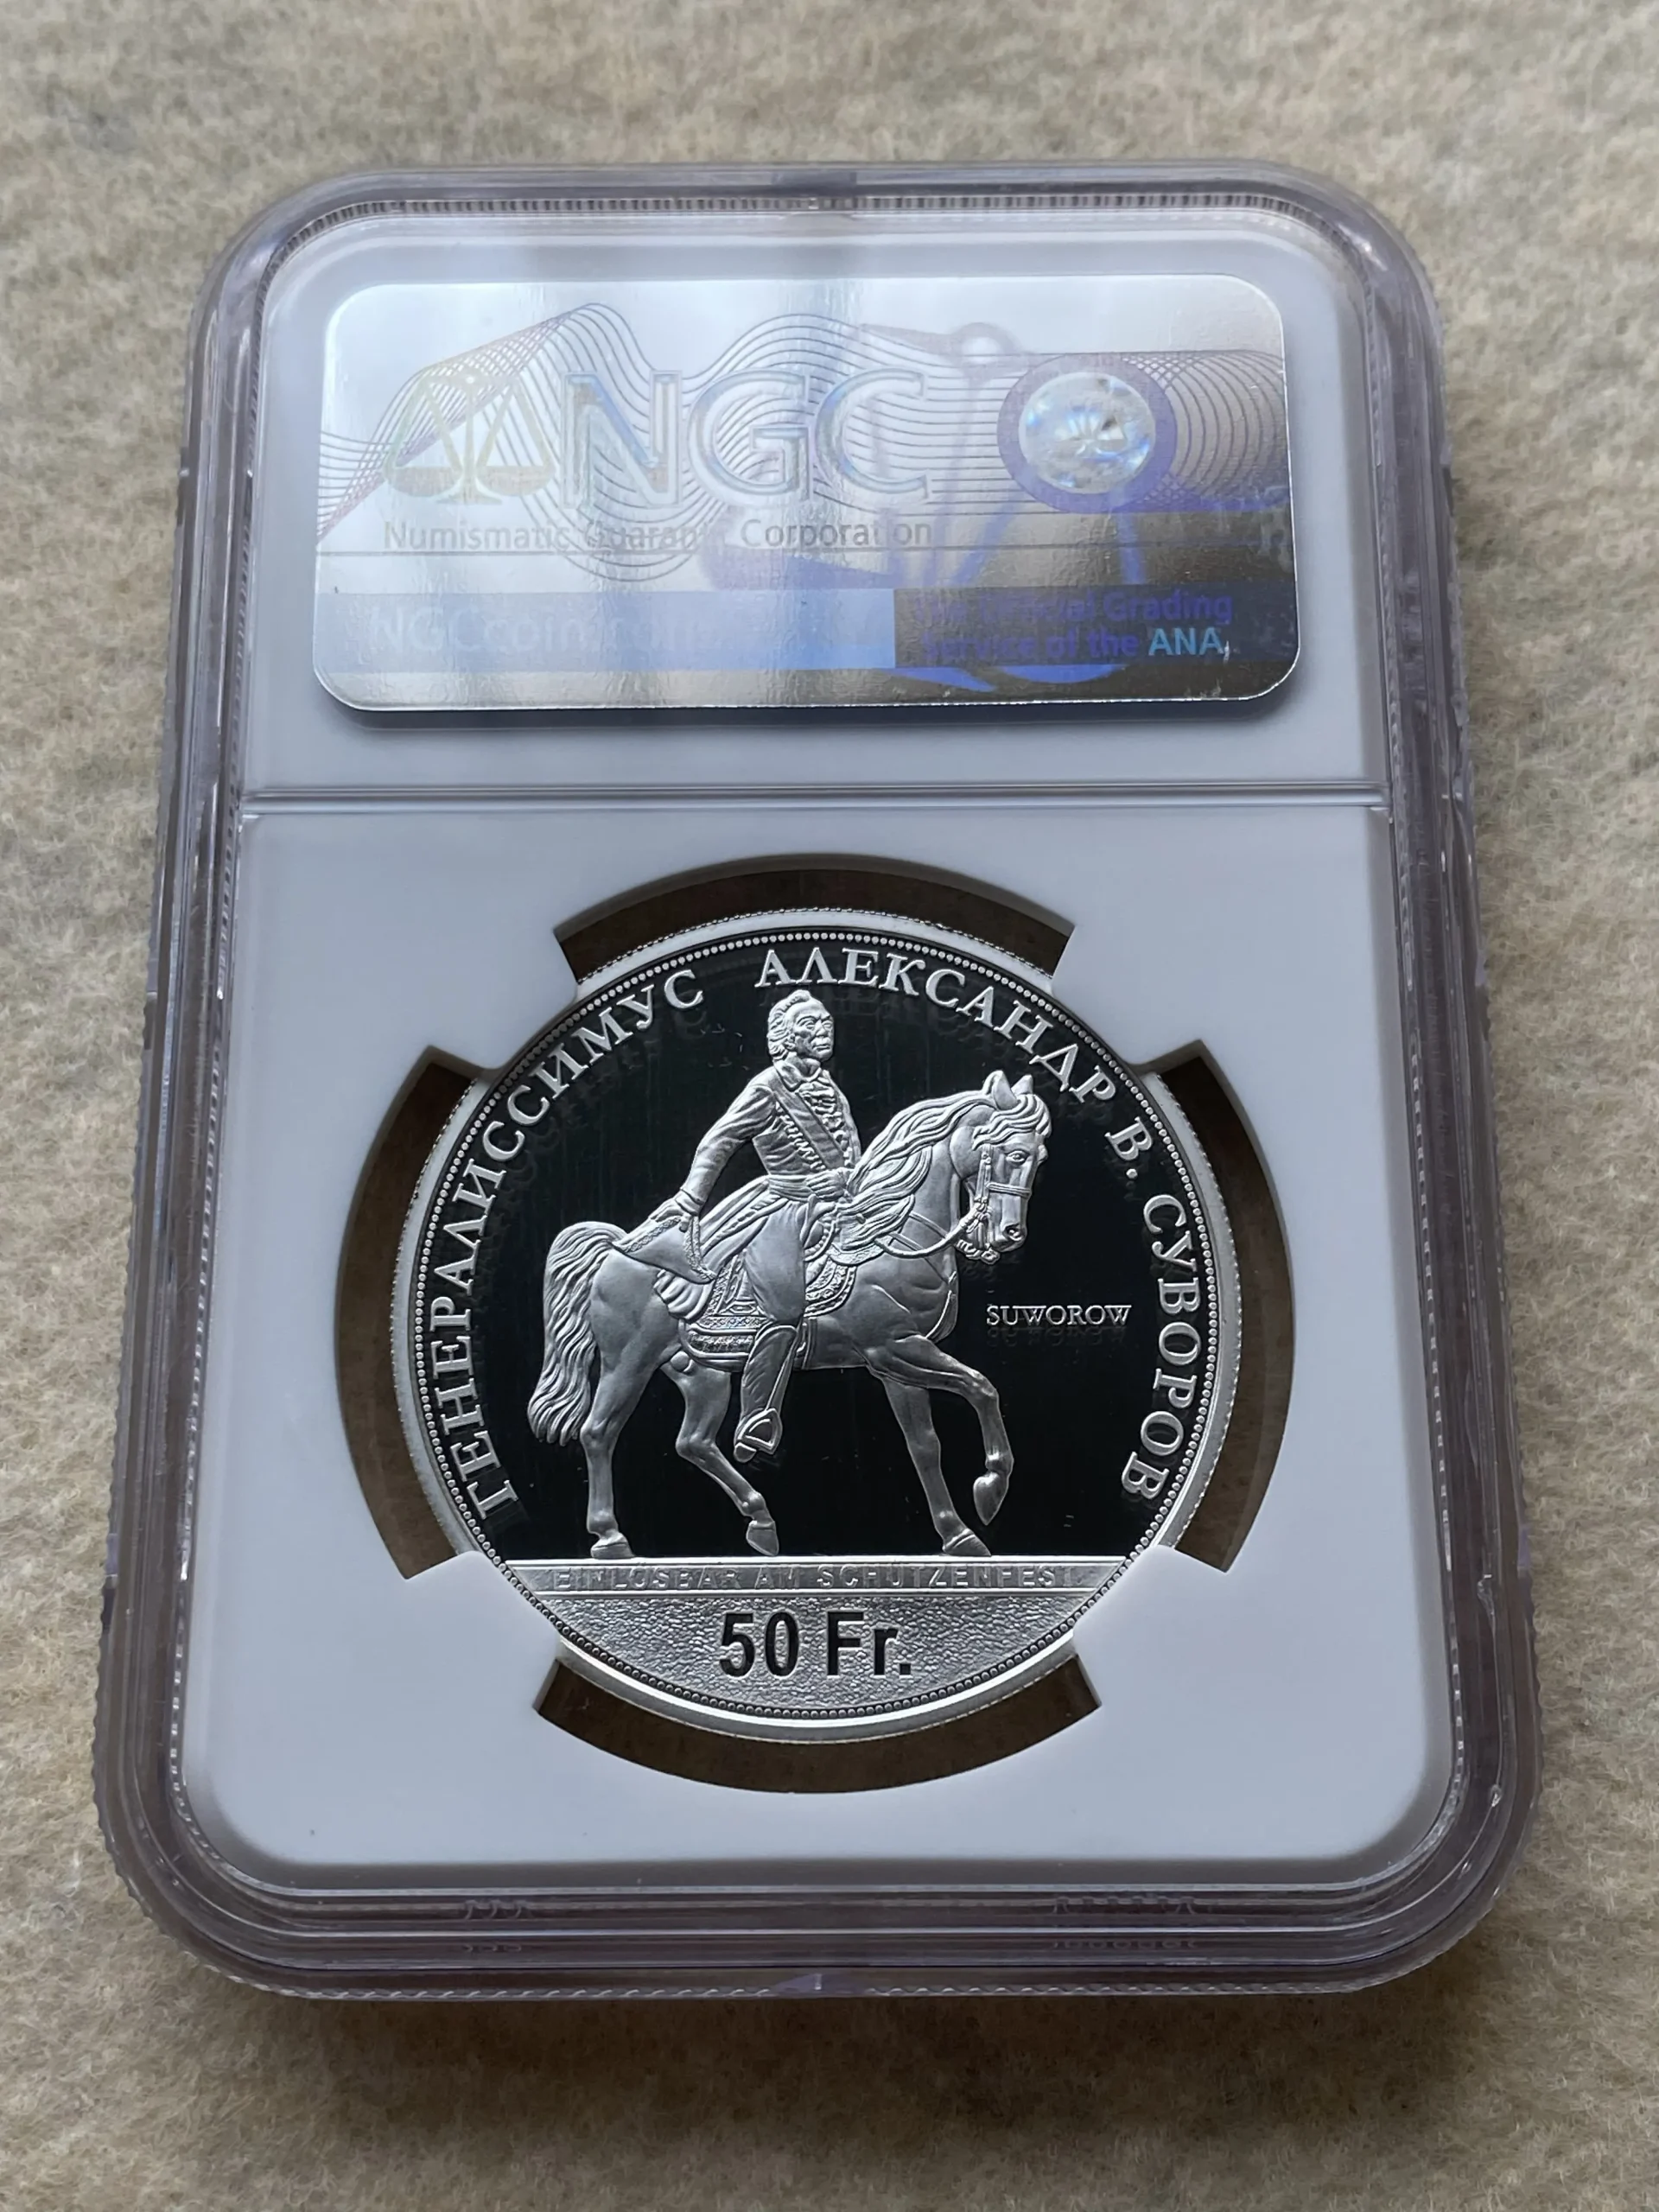 NGC
Numismatic Guaranty Corporation
NGCcoin.com
The Official Grading
Service of the ANA
ГЕНЕРАЛИССИМУС АЛЕКСАНДР В. СУВОРОВ
SUWOROW
EINLÖSBAR AM SCHÜTZENFEST
50 Fr.